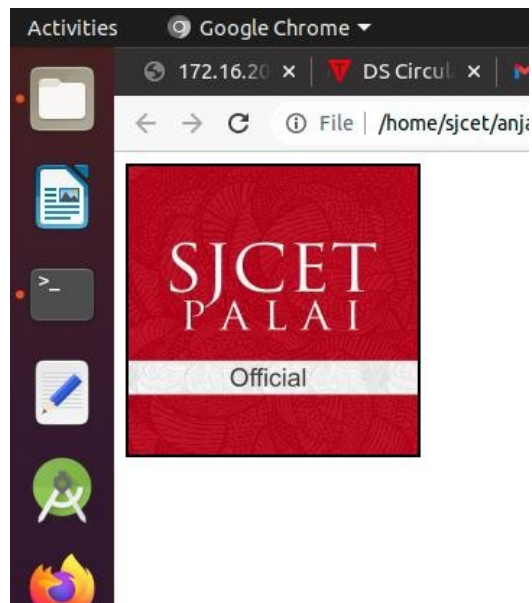 Activities Google Chrome
172.16.20 DS Circul
File /home/sjcet/anja
SJCET
PALAI
Official
>_